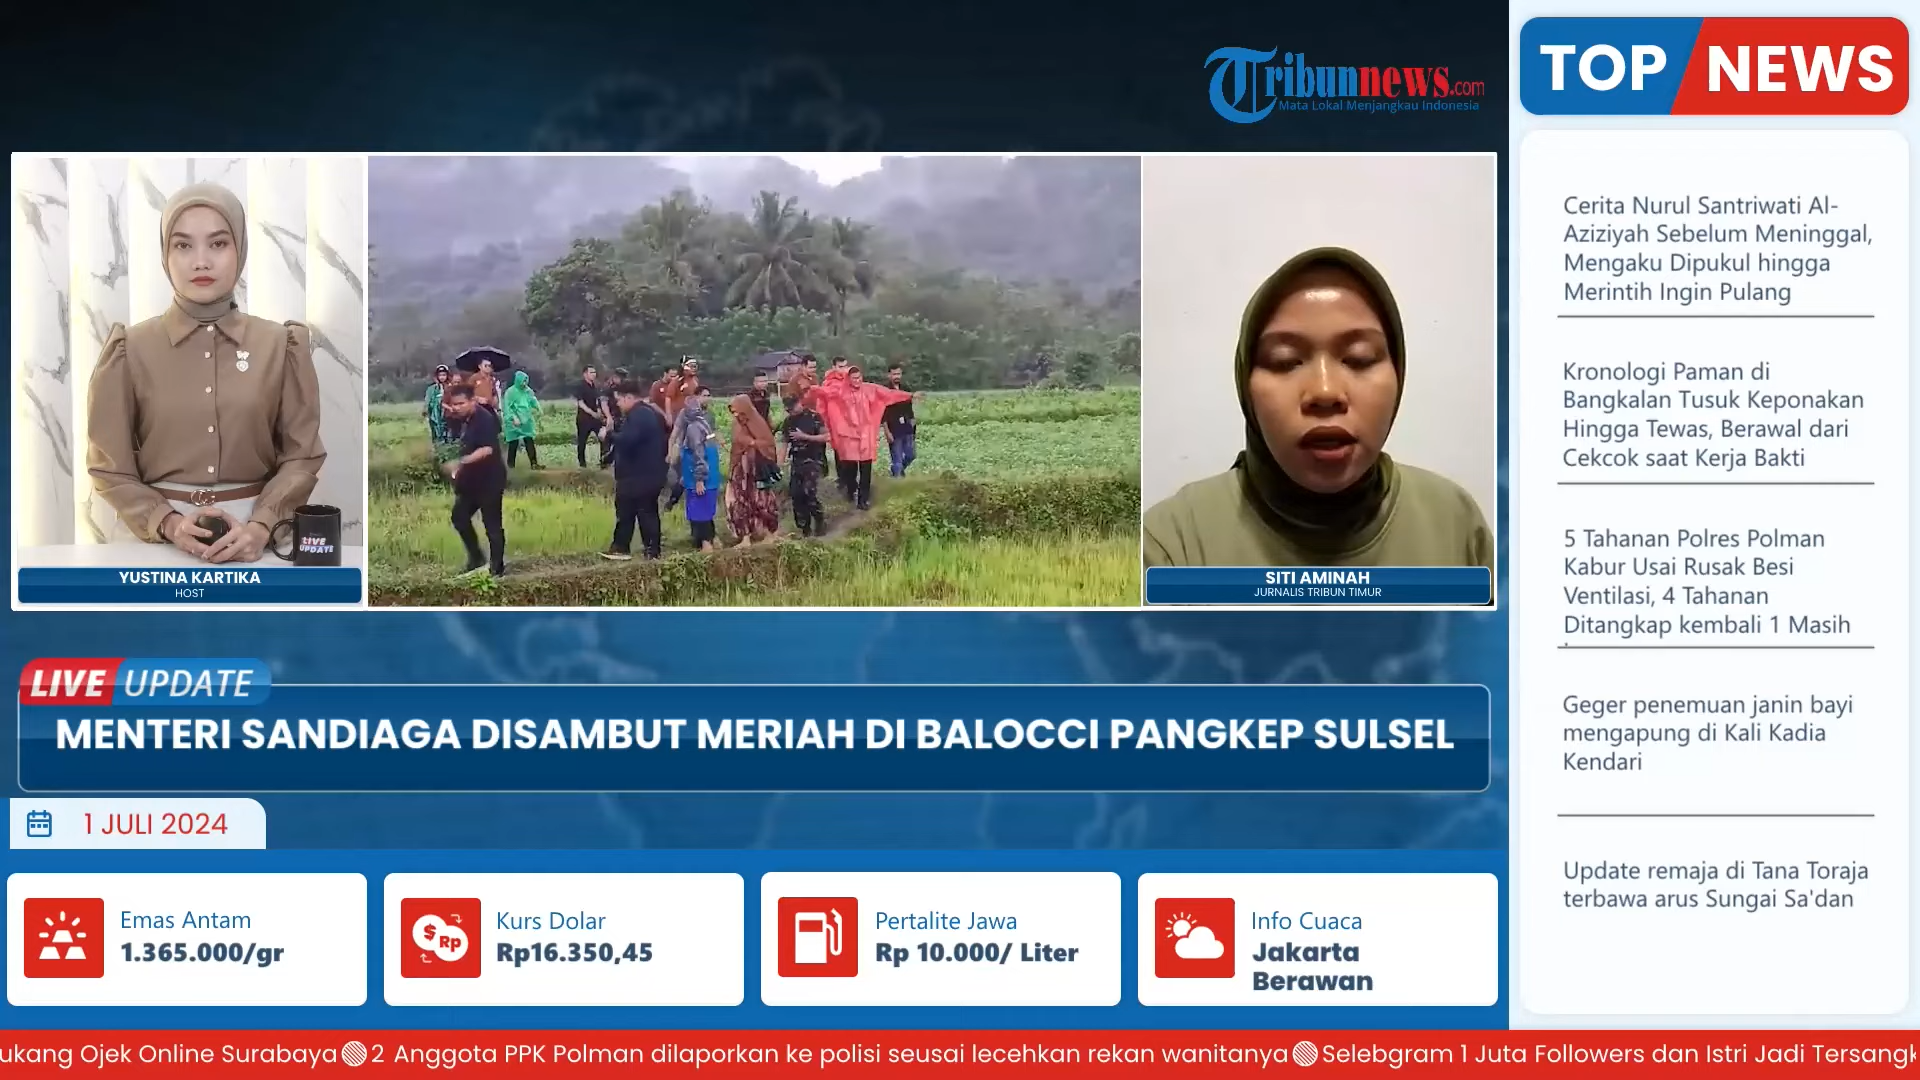 Tribunnews.com
Mata Lokal Menjangkau Indonesia
TOP NEWS
LIVE
UPDATE
YUSTINA KARTIKA
HOST
SITI AMINAH
JURNALIS TRIBUN TIMUR
LIVE UPDATE
MENTERI SANDIAGA DISAMBUT MERIAH DI BALOCCI PANGKEP SULSEL
1 JULI 2024
Emas Antam
1.365.000/gr
Kurs Dolar
Rp16.350,45
Pertalite Jawa
Rp 10.000/ Liter
Info Cuaca
Jakarta
Berawan
Cerita Nurul Santriwati Al-
Aziziyah Sebelum Meninggal,
Mengaku Dipukul hingga
Merintih Ingin Pulang
Kronologi Paman di
Bangkalan Tusuk Keponakan
Hingga Tewas, Berawal dari
Cekcok saat Kerja Bakti
5 Tahanan Polres Polman
Kabur Usai Rusak Besi
Ventilasi, 4 Tahanan
Ditangkap kembali 1 Masih
Geger penemuan janin bayi
mengapung di Kali Kadia
Kendari
Update remaja di Tana Toraja
terbawa arus Sungai Sa'dan
ukang Ojek Online Surabaya 2 Anggota PPK Polman dilaporkan ke polisi seusai lecehkan rekan wanitanya Selebgram 1 Juta Followers dan Istri Jadi Tersangk